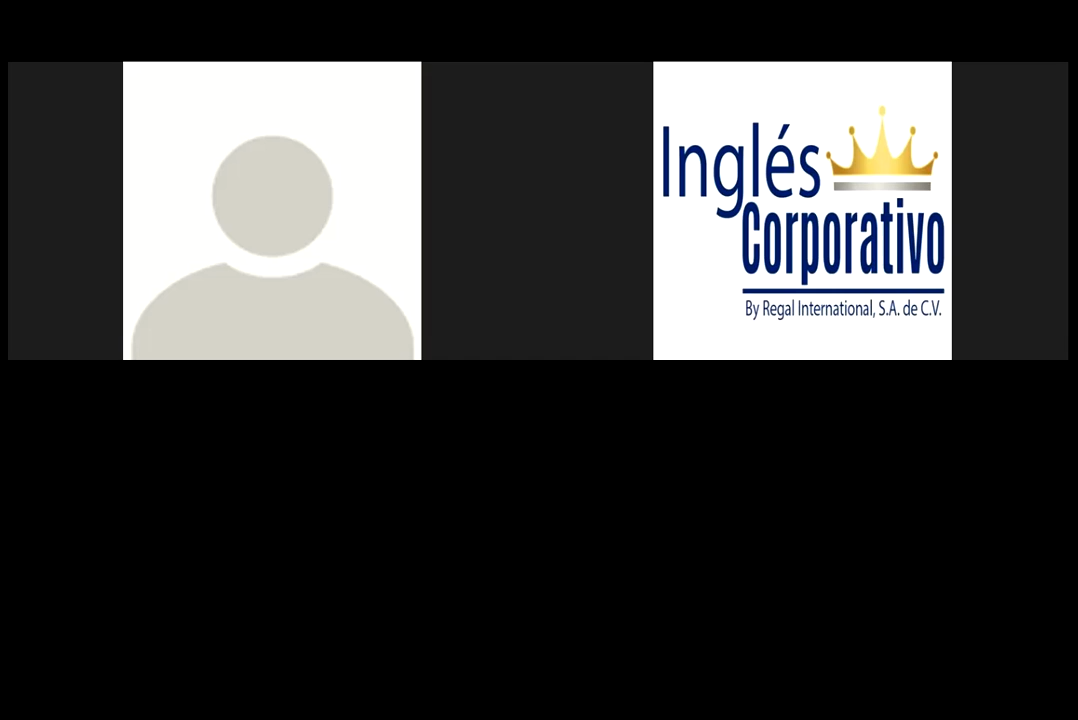 Inglés
Corporativo
By Regal International, S.A. de C.V.